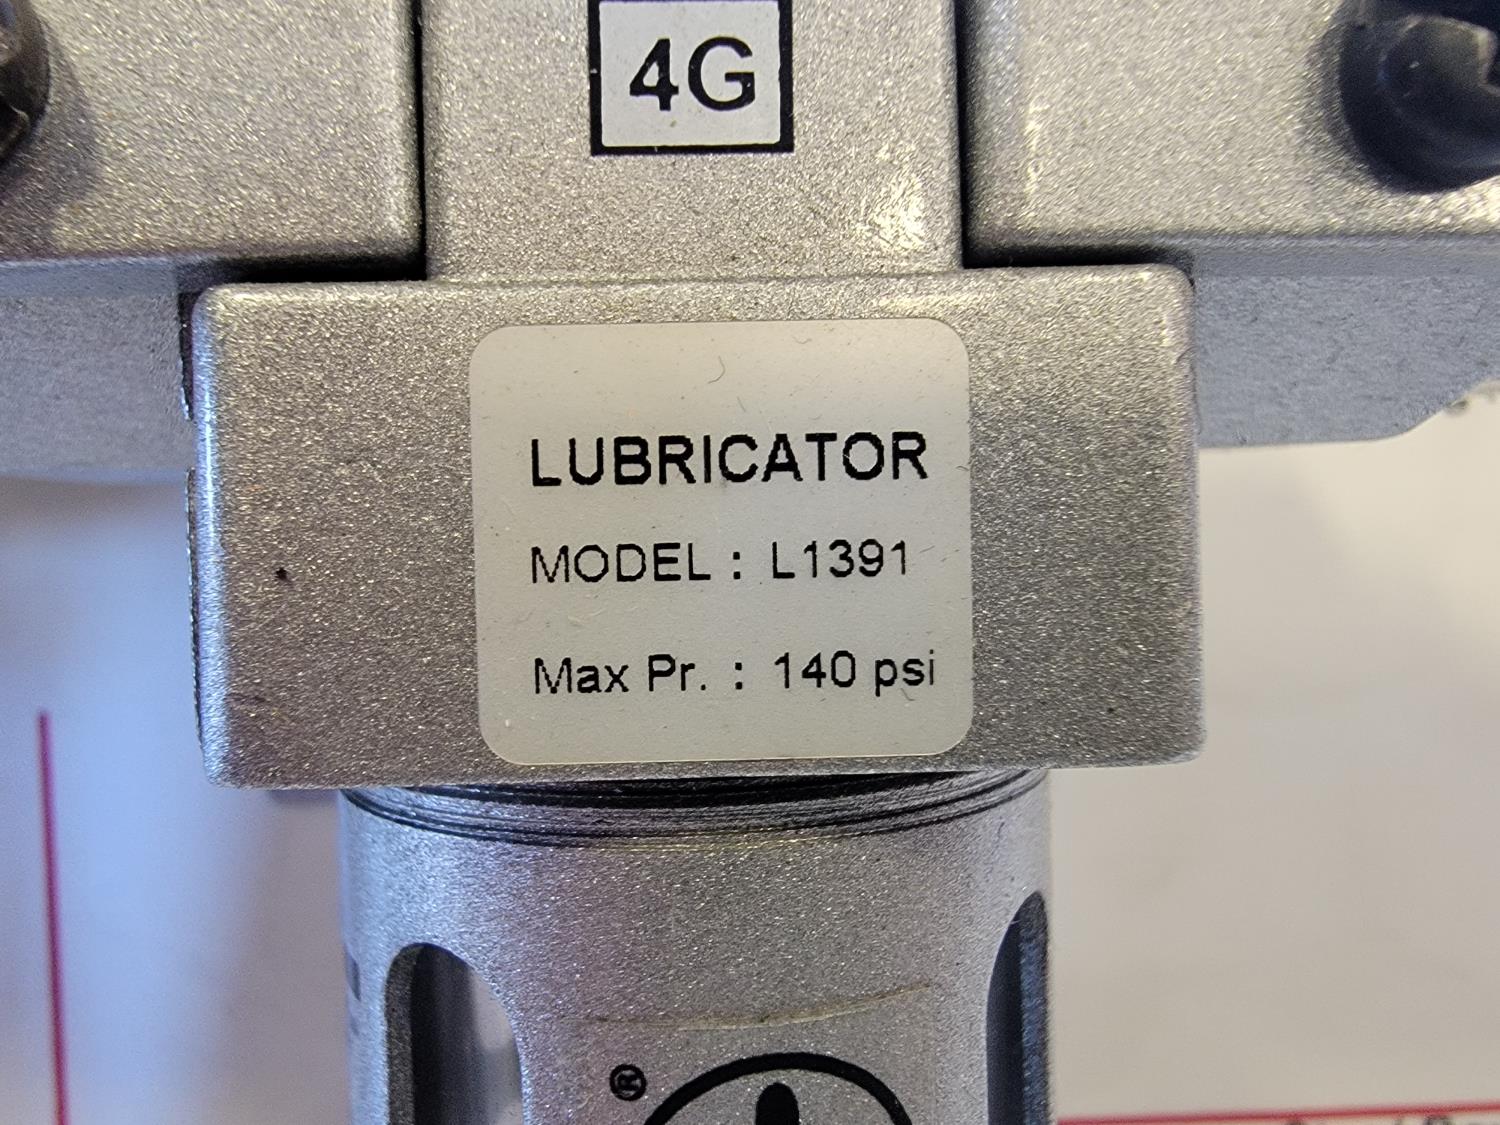 4G
LUBRICATOR
MODEL : L1391
Max Pr. : 140 psi
®